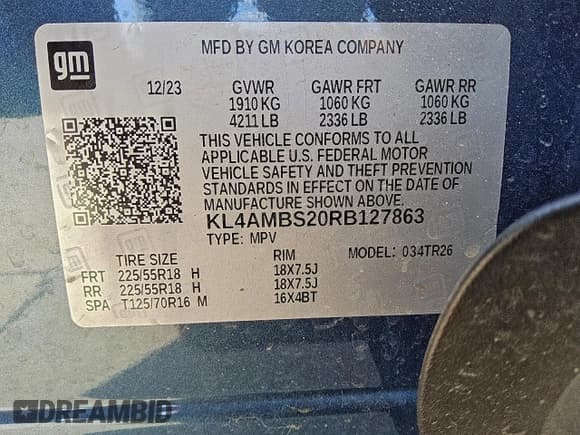 gm
MFD BY GM KOREA COMPANY
12/23 GVWR GAWR FRT GAWR RR
1910 KG 1060 KG 1060 KG
4211 LB 2336 LB 2336 LB
THIS VEHICLE CONFORMS TO ALL
APPLICABLE U.S. FEDERAL MOTOR
VEHICLE SAFETY AND THEFT PREVENTION
STANDARDS IN EFFECT ON THE DATE OF
MANUFACTURE SHOWN ABOVE.
KL4AMBS20RB127863
TYPE: MPV MODEL: 034TR26
TIRE SIZE RIM
FRT 225/55R18 H 18X7.5J
RR 225/55R18 H 18X7.5J
SPA T125/70R16 M 16X4BT
DREAMBID